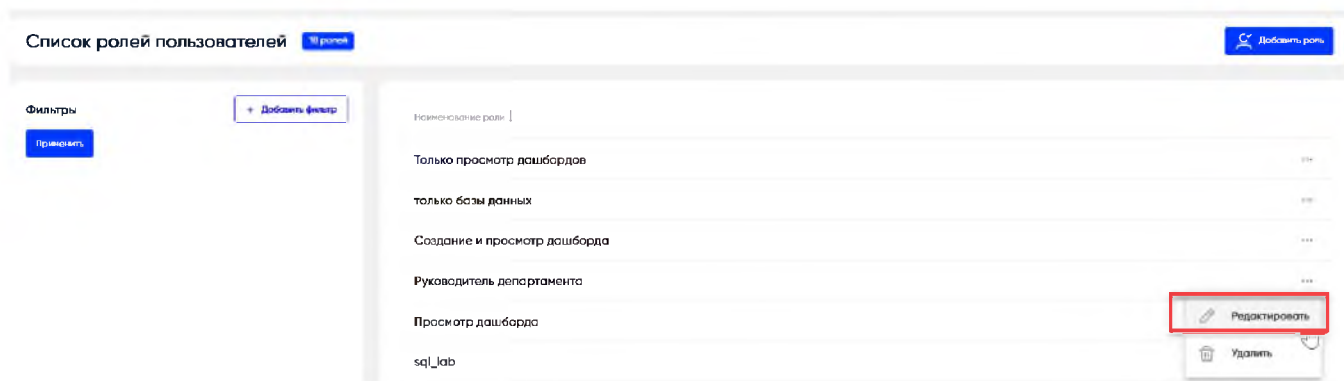 Список ролей пользователей 10 ролей
Добавить роль
Фильтры
+ Добавить фильтр
Применить
Наименование роли
Только просмотр дашбордов
только базы данных
Создание и просмотр дашборда
Руководитель департамента
Просмотр дашборда
Редактировать
Удалить
sql_lab